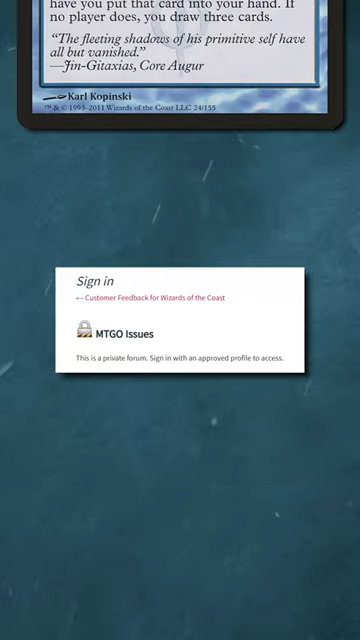 have you put that card into your hand. If
no player does, you draw three cards.
“The fleeting shadows of his primitive self have
all but vanished.”
—Jin-Gitaxias, Core Augur
Karl Kopinski
™ & © 1993–2011 Wizards of the Coast LLC 24/155
Sign in
← Customer Feedback for Wizards of the Coast
MTGO Issues
This is a private forum. Sign in with an approved profile to access.